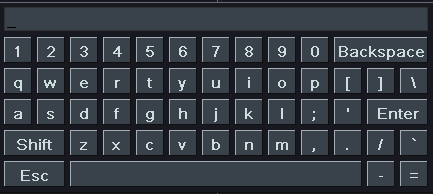 _
1 2 3 4 5 6 7 8 9 0 Backspace
q w e r t y u i o p [ ] \
a s d f g h j k l ; ' Enter
Shift z x c v b n m , . / `
Esc - =